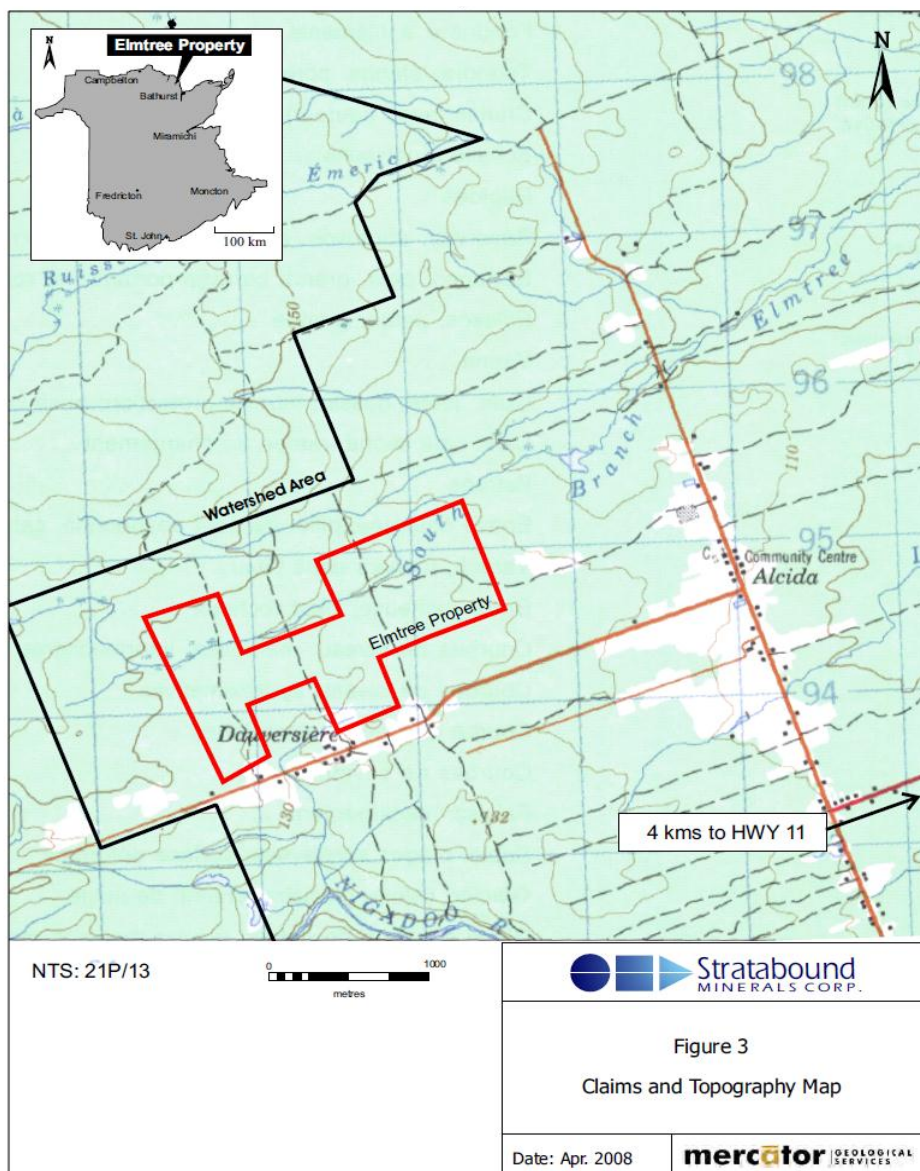 N
Elmtree Property
Campbellton
Bathurst
Miramichi
Fredricton
Moncton
St. John
100 km
N
98
Émeric
97
Ruisse
150
Elmtree
96
Branch
110
Watershed Area
South
95
Community Centre
Alcida
Elmtree Property
94
Dauversière
130
132
4 kms to HWY 11
NIGADOO R
NTS: 21P/13
0
1000
metres
Stratabound
MINERALS CORP.
Figure 3
Claims and Topography Map
Date: Apr. 2008
mercator GEOLOGICAL
SERVICES